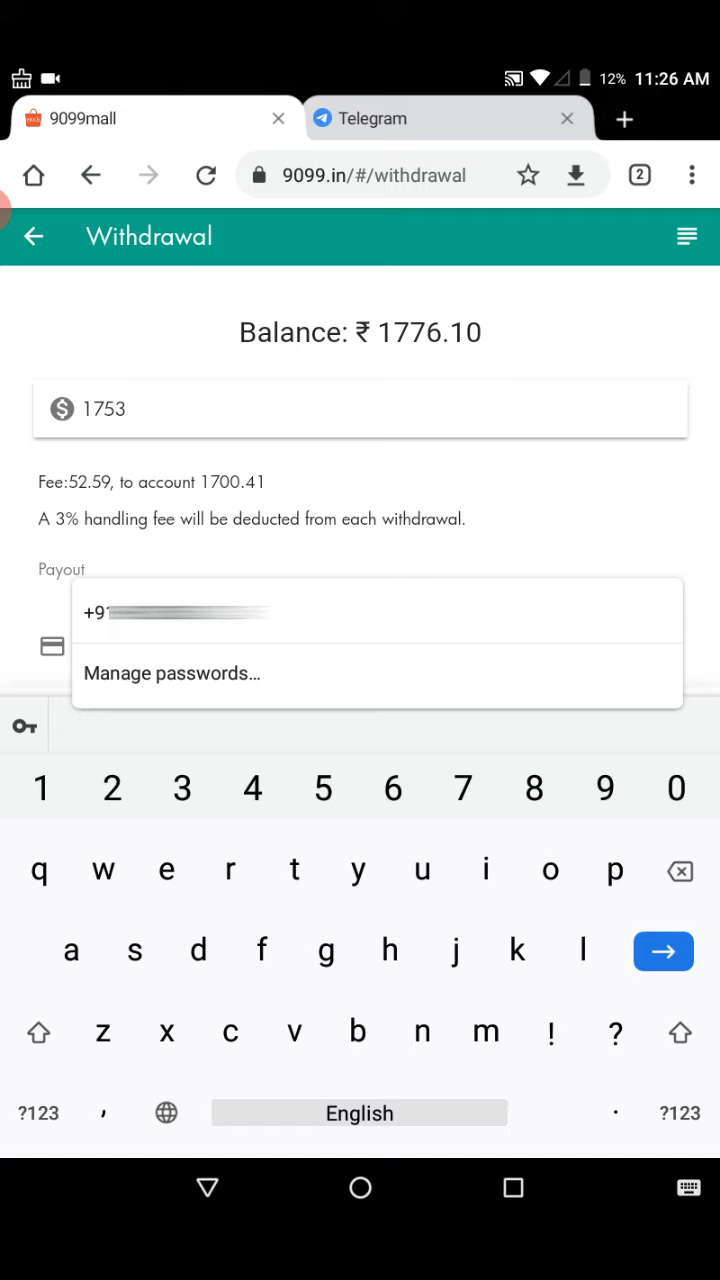 12% 11:26 AM
9099mall
Telegram
9099.in/#/withdrawal
2
Withdrawal
Balance: ₹ 1776.10
1753
Fee:52.59, to account 1700.41
A 3% handling fee will be deducted from each withdrawal.
Payout
+91
Manage passwords...
1 2 3 4 5 6 7 8 9 0
q w e r t y u i o p
a s d f g h j k l
z x c v b n m ! ?
?123 , English . ?123